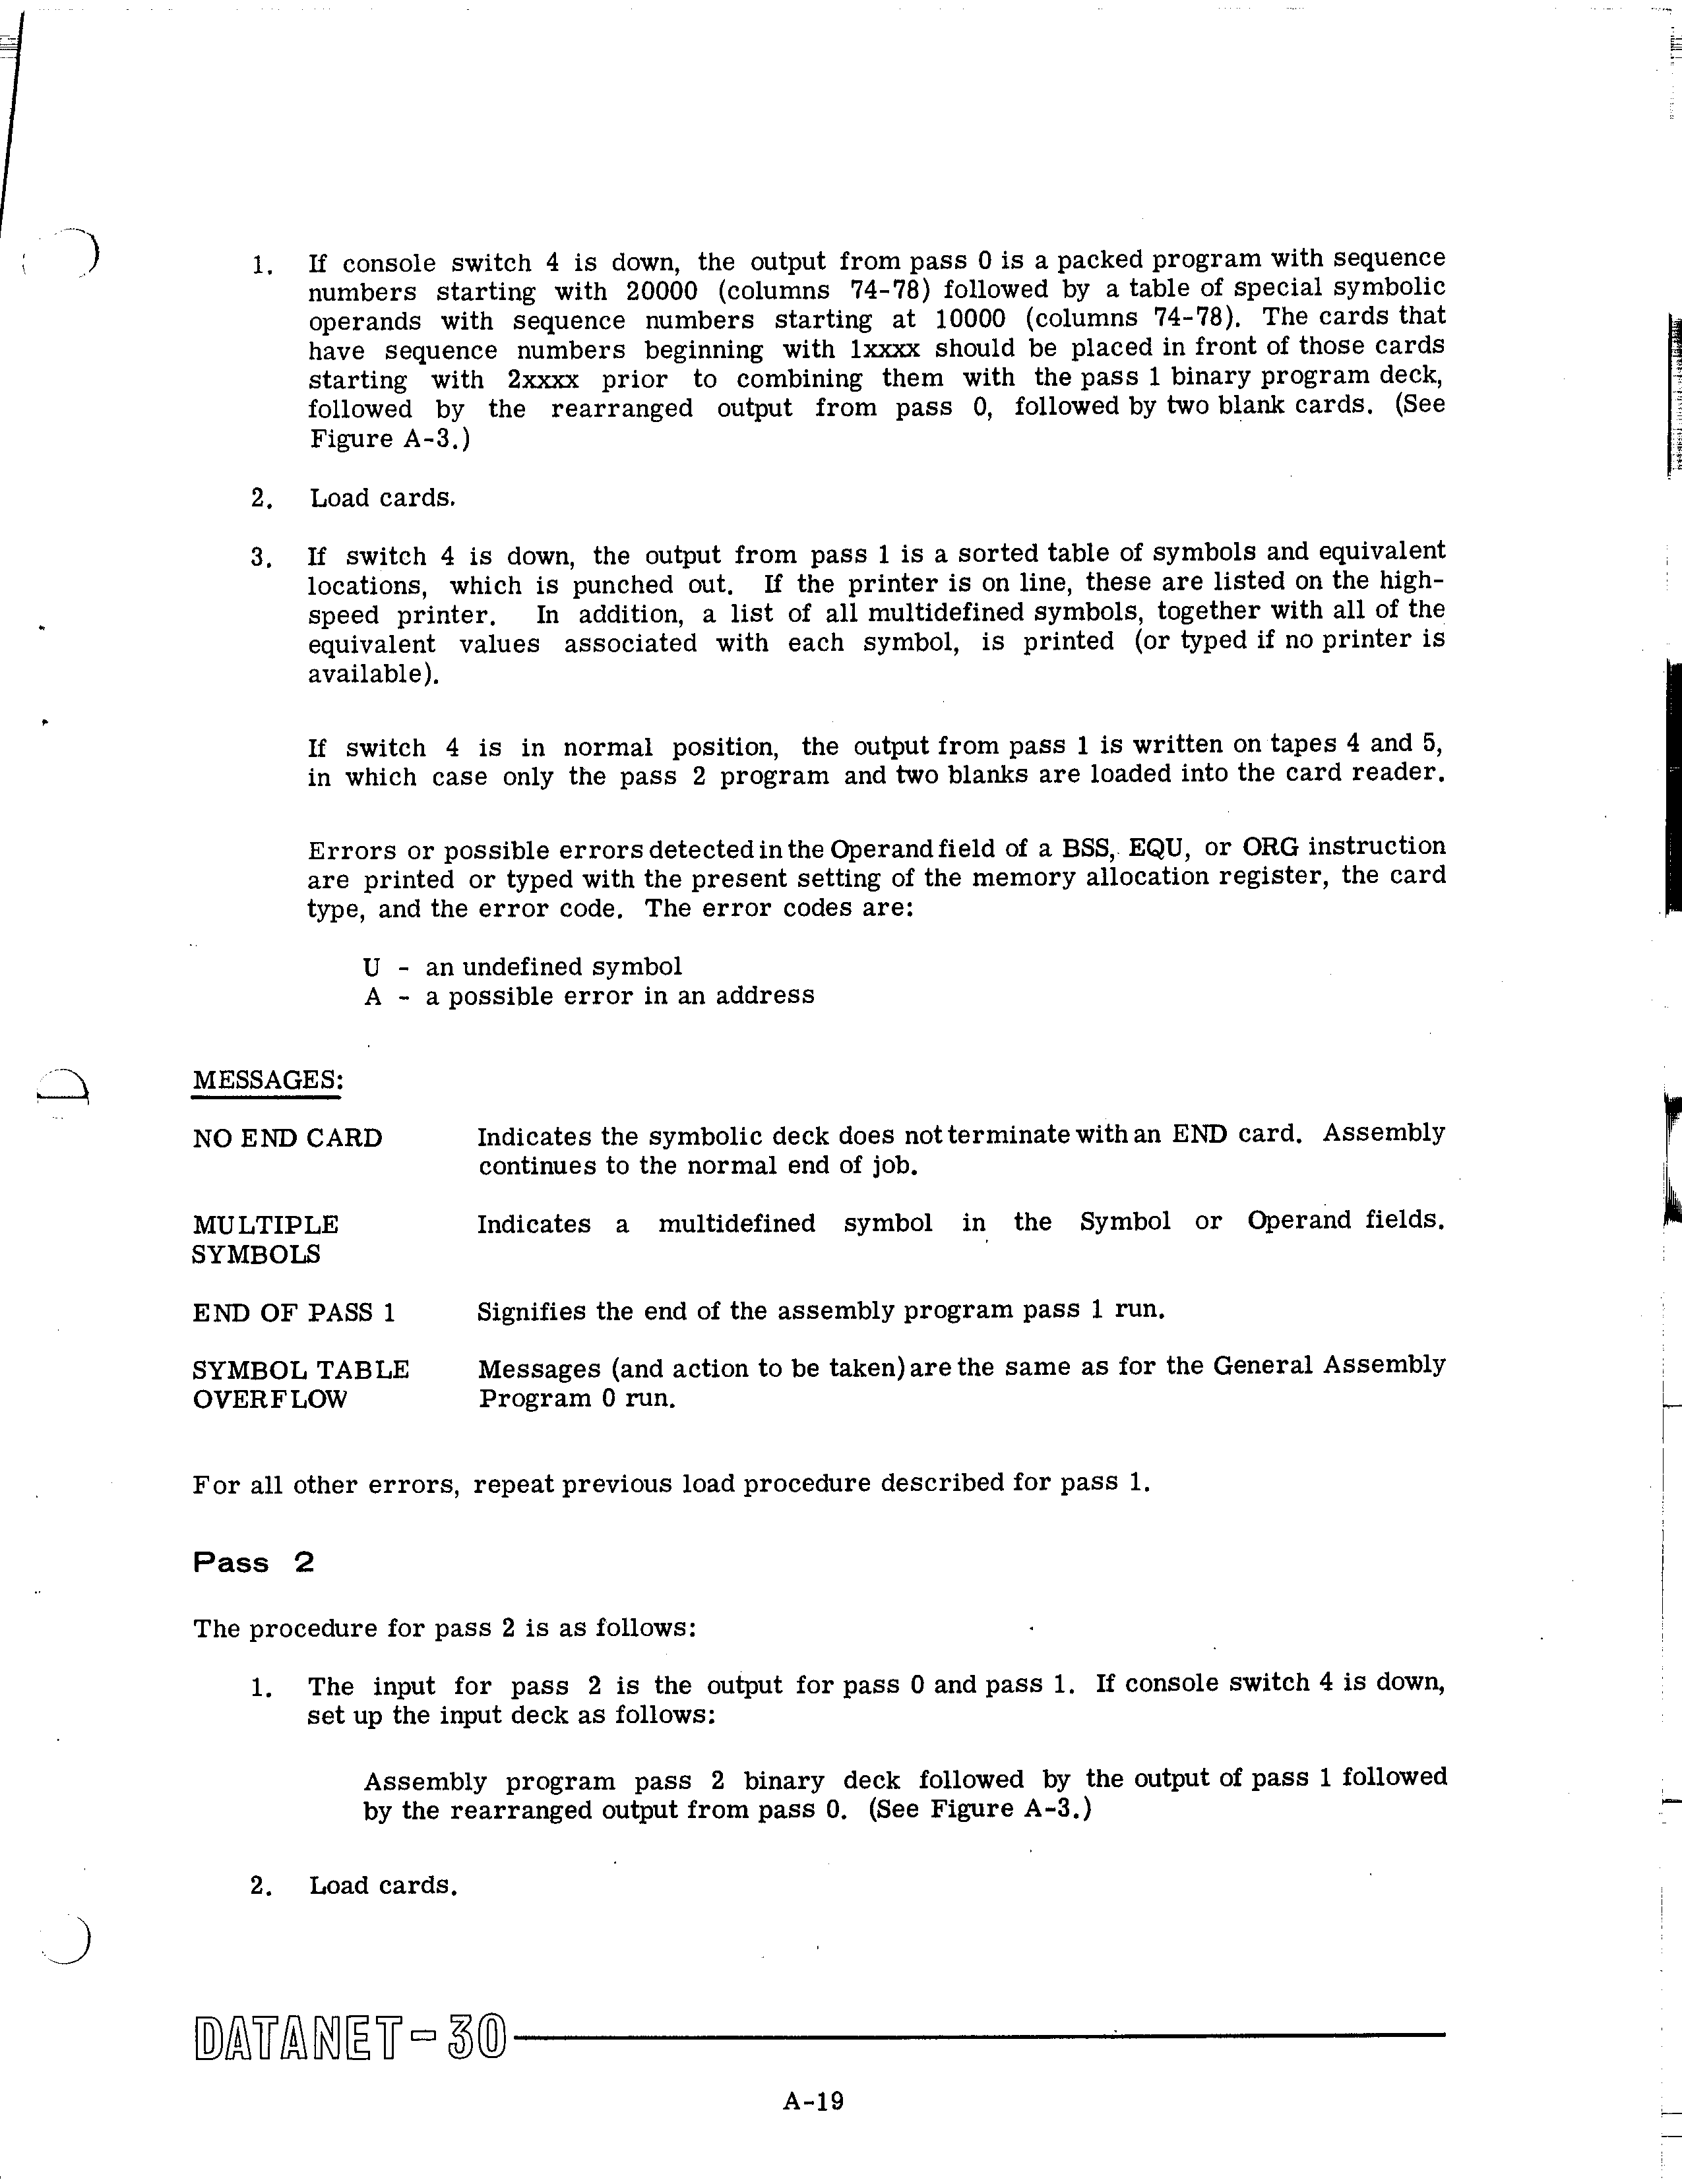 1. If console switch 4 is down, the output from pass 0 is a packed program with sequence
numbers starting with 20000 (columns 74-78) followed by a table of special symbolic
operands with sequence numbers starting at 10000 (columns 74-78). The cards that
have sequence numbers beginning with 1xxxx should be placed in front of those cards
starting with 2xxxx prior to combining them with the pass 1 binary program deck,
followed by the rearranged output from pass 0, followed by two blank cards. (See
Figure A-3.)
2. Load cards.
3. If switch 4 is down, the output from pass 1 is a sorted table of symbols and equivalent
locations, which is punched out. If the printer is on line, these are listed on the high-
speed printer. In addition, a list of all multidefined symbols, together with all of the
equivalent values associated with each symbol, is printed (or typed if no printer is
available).
If switch 4 is in normal position, the output from pass 1 is written on tapes 4 and 5,
in which case only the pass 2 program and two blanks are loaded into the card reader.
Errors or possible errors detected in the Operand field of a BSS, EQU, or ORG instruction
are printed or typed with the present setting of the memory allocation register, the card
type, and the error code. The error codes are:
U - an undefined symbol
A - a possible error in an address
MESSAGES:
NO END CARD Indicates the symbolic deck does not terminate with an END card. Assembly
continues to the normal end of job.
MULTIPLE Indicates a multidefined symbol in the Symbol or Operand fields.
SYMBOLS
END OF PASS 1 Signifies the end of the assembly program pass 1 run.
SYMBOL TABLE Messages (and action to be taken) are the same as for the General Assembly
OVERFLOW Program 0 run.
For all other errors, repeat previous load procedure described for pass 1.
Pass 2
The procedure for pass 2 is as follows:
1. The input for pass 2 is the output for pass 0 and pass 1. If console switch 4 is down,
set up the input deck as follows:
Assembly program pass 2 binary deck followed by the output of pass 1 followed
by the rearranged output from pass 0. (See Figure A-3.)
2. Load cards.
DATANET-30
A-19